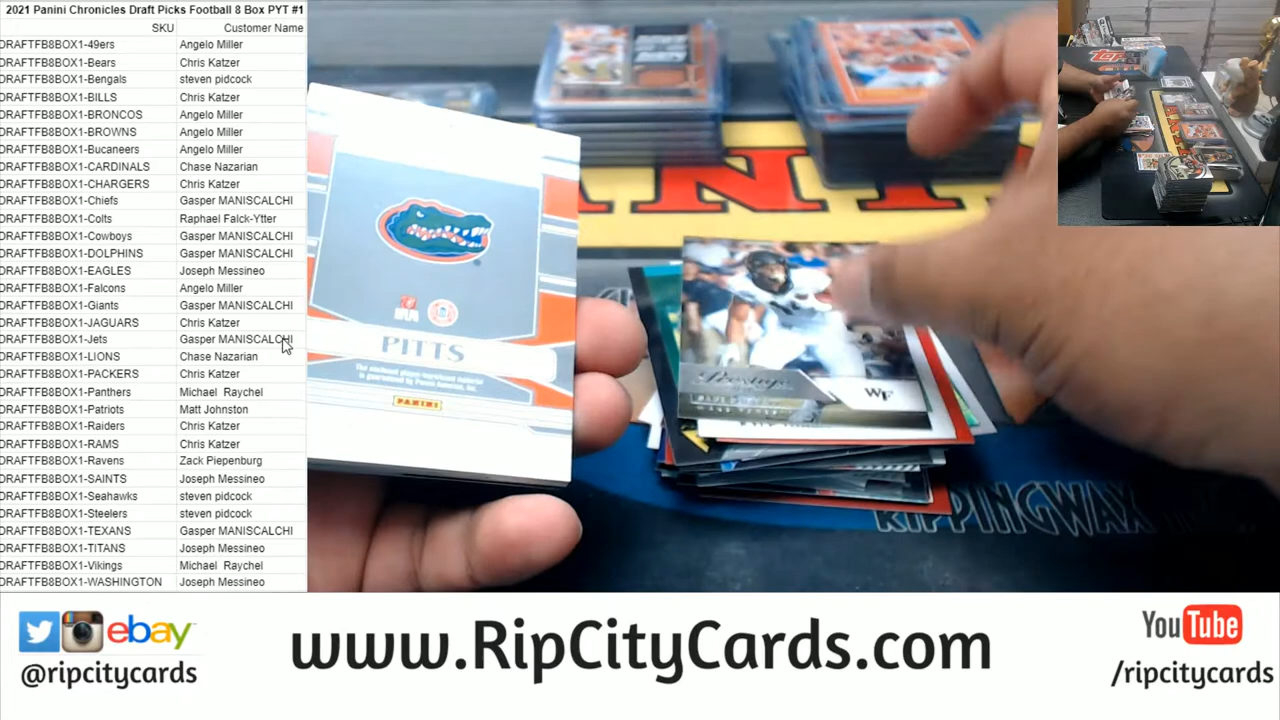 2021 Panini Chronicles Draft Picks Football 8 Box PYT #1
SKU Customer Name
DRAFTFB8BOX1-49ers Angelo Miller
DRAFTFB8BOX1-Bears Chris Katzer
DRAFTFB8BOX1-Bengals steven pidcock
DRAFTFB8BOX1-BILLS Chris Katzer
DRAFTFB8BOX1-BRONCOS Angelo Miller
DRAFTFB8BOX1-BROWNS Angelo Miller
DRAFTFB8BOX1-Bucaneers Angelo Miller
DRAFTFB8BOX1-CARDINALS Chase Nazarian
DRAFTFB8BOX1-CHARGERS Chris Katzer
DRAFTFB8BOX1-Chiefs Gasper MANISCALCHI
DRAFTFB8BOX1-Colts Raphael Falck-Ytter
DRAFTFB8BOX1-Cowboys Gasper MANISCALCHI
DRAFTFB8BOX1-DOLPHINS Gasper MANISCALCHI
DRAFTFB8BOX1-EAGLES Joseph Messineo
DRAFTFB8BOX1-Falcons Angelo Miller
DRAFTFB8BOX1-Giants Gasper MANISCALCHI
DRAFTFB8BOX1-JAGUARS Chris Katzer
DRAFTFB8BOX1-Jets Gasper MANISCALCHI
DRAFTFB8BOX1-LIONS Chase Nazarian
DRAFTFB8BOX1-PACKERS Chris Katzer
DRAFTFB8BOX1-Panthers Michael Raychel
DRAFTFB8BOX1-Patriots Matt Johnston
DRAFTFB8BOX1-Raiders Chris Katzer
DRAFTFB8BOX1-RAMS Chris Katzer
DRAFTFB8BOX1-Ravens Zack Piepenburg
DRAFTFB8BOX1-SAINTS Joseph Messineo
DRAFTFB8BOX1-Seahawks steven pidcock
DRAFTFB8BOX1-Steelers steven pidcock
DRAFTFB8BOX1-TEXANS Gasper MANISCALCHI
DRAFTFB8BOX1-TITANS Joseph Messineo
DRAFTFB8BOX1-Vikings Michael Raychel
DRAFTFB8BOX1-WASHINGTON Joseph Messineo
PITTS
PANINI
Prestige
WF
RIPPINGWAX
ebay
@ripcitycards
www.RipCityCards.com
YouTube
/ripcitycards